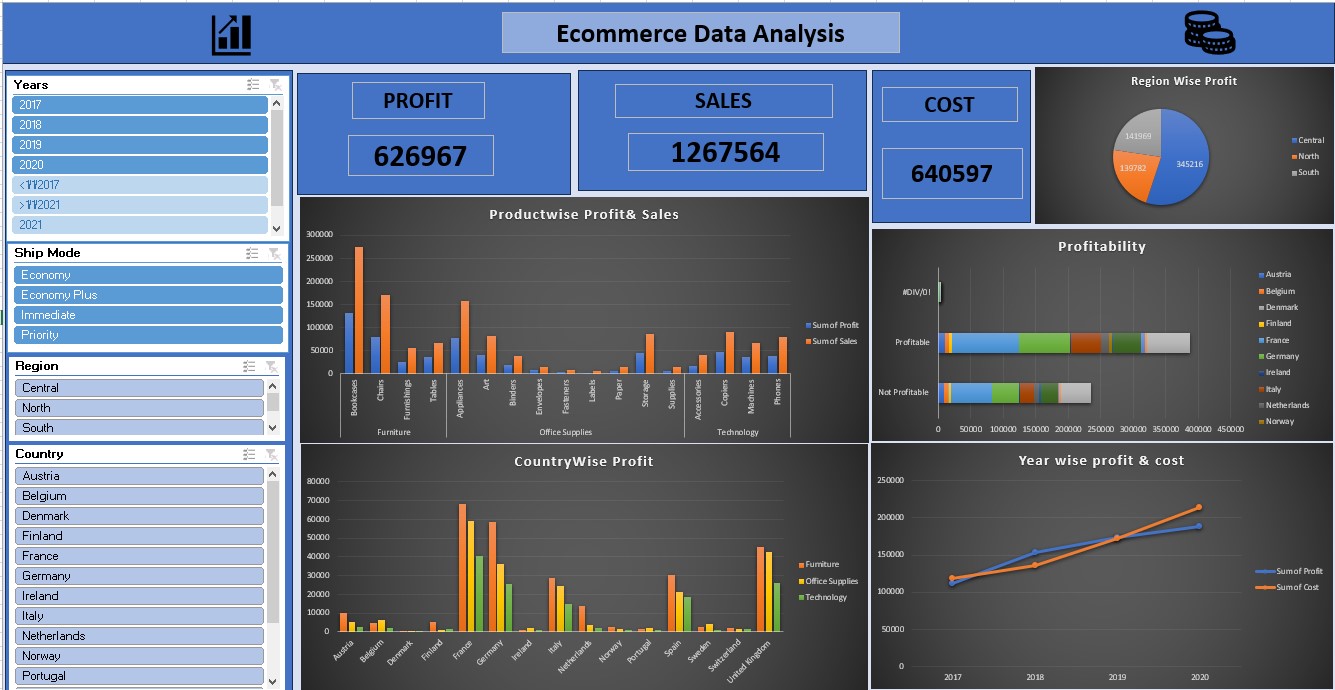 Ecommerce Data Analysis
Years
2017
2018
2019
2020
<1/1/2017
>1/1/2021
2021
Ship Mode
Economy
Economy Plus
Immediate
Priority
Region
Central
North
South
Country
Austria
Belgium
Denmark
Finland
France
Germany
Ireland
Italy
Netherlands
Norway
Portugal
PROFIT
626967
SALES
1267564
COST
640597
Region Wise Profit
141969
139782
345216
Central
North
South
Productwise Profit& Sales
300000
250000
200000
150000
100000
50000
0
Bookcases
Chairs
Furnishings
Tables
Appliances
Art
Binders
Envelopes
Fasteners
Labels
Paper
Storage
Supplies
Accessories
Copiers
Machines
Phones
Furniture
Office Supplies
Technology
Sum of Profit
Sum of Sales
Profitability
#DIV/0!
Profitable
Not Profitable
0 50000 100000 150000 200000 250000 300000 350000 400000 450000
Austria
Belgium
Denmark
Finland
France
Germany
Ireland
Italy
Netherlands
Norway
CountryWise Profit
80000
70000
60000
50000
40000
30000
20000
10000
0
Austria
Belgium
Denmark
Finland
France
Germany
Ireland
Italy
Netherlands
Norway
Portugal
Spain
Sweden
Switzerland
United Kingdom
Furniture
Office Supplies
Technology
Year wise profit & cost
250000
200000
150000
100000
50000
0
2017 2018 2019 2020
Sum of Profit
Sum of Cost